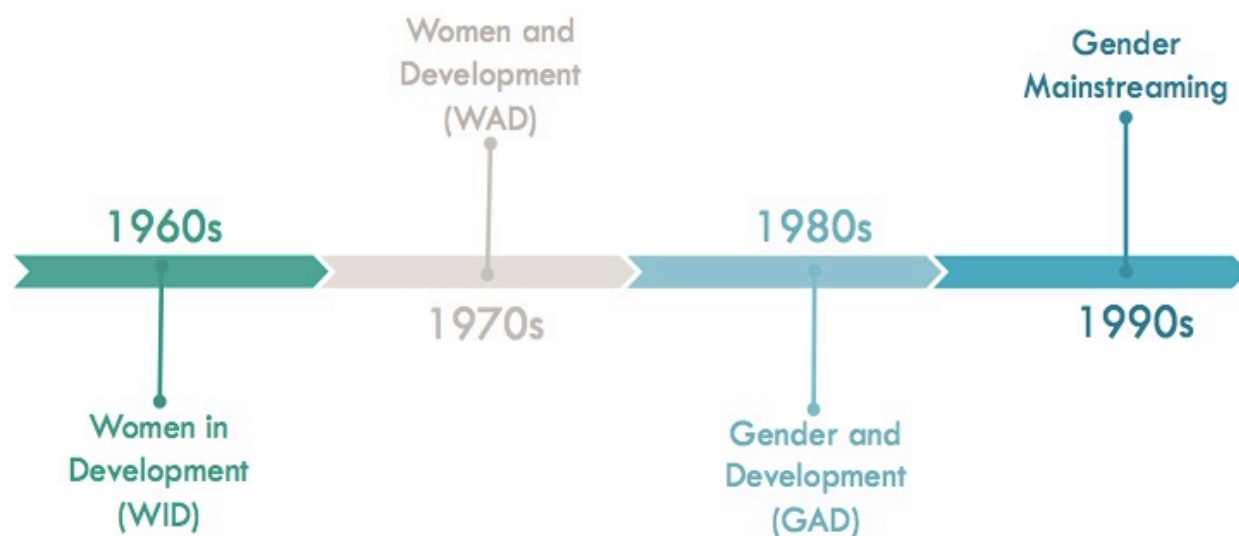 1960s
Women in
Development
(WID)
Women and
Development
(WAD)
1970s
1980s
Gender and
Development
(GAD)
Gender
Mainstreaming
1990s